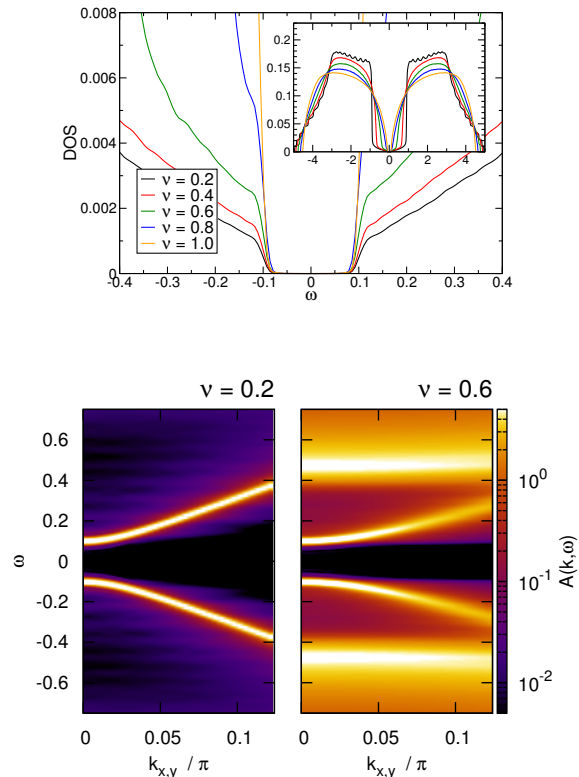 0.008
0.006
0.004
0.002
0
DOS
-0.4 -0.3 -0.2 -0.1 0 0.1 0.2 0.3 0.4
ω
ν = 0.2
ν = 0.4
ν = 0.6
ν = 0.8
ν = 1.0
0.2
0.15
0.1
0.05
0
-4 -2 0 2 4
ν = 0.2
ν = 0.6
0.6
0.4
0.2
0
-0.2
-0.4
-0.6
ω
0 0.05 0.1
k_{x,y} / π
0 0.05 0.1
k_{x,y} / π
10^0
10^{-1}
10^{-2}
A(k,ω)